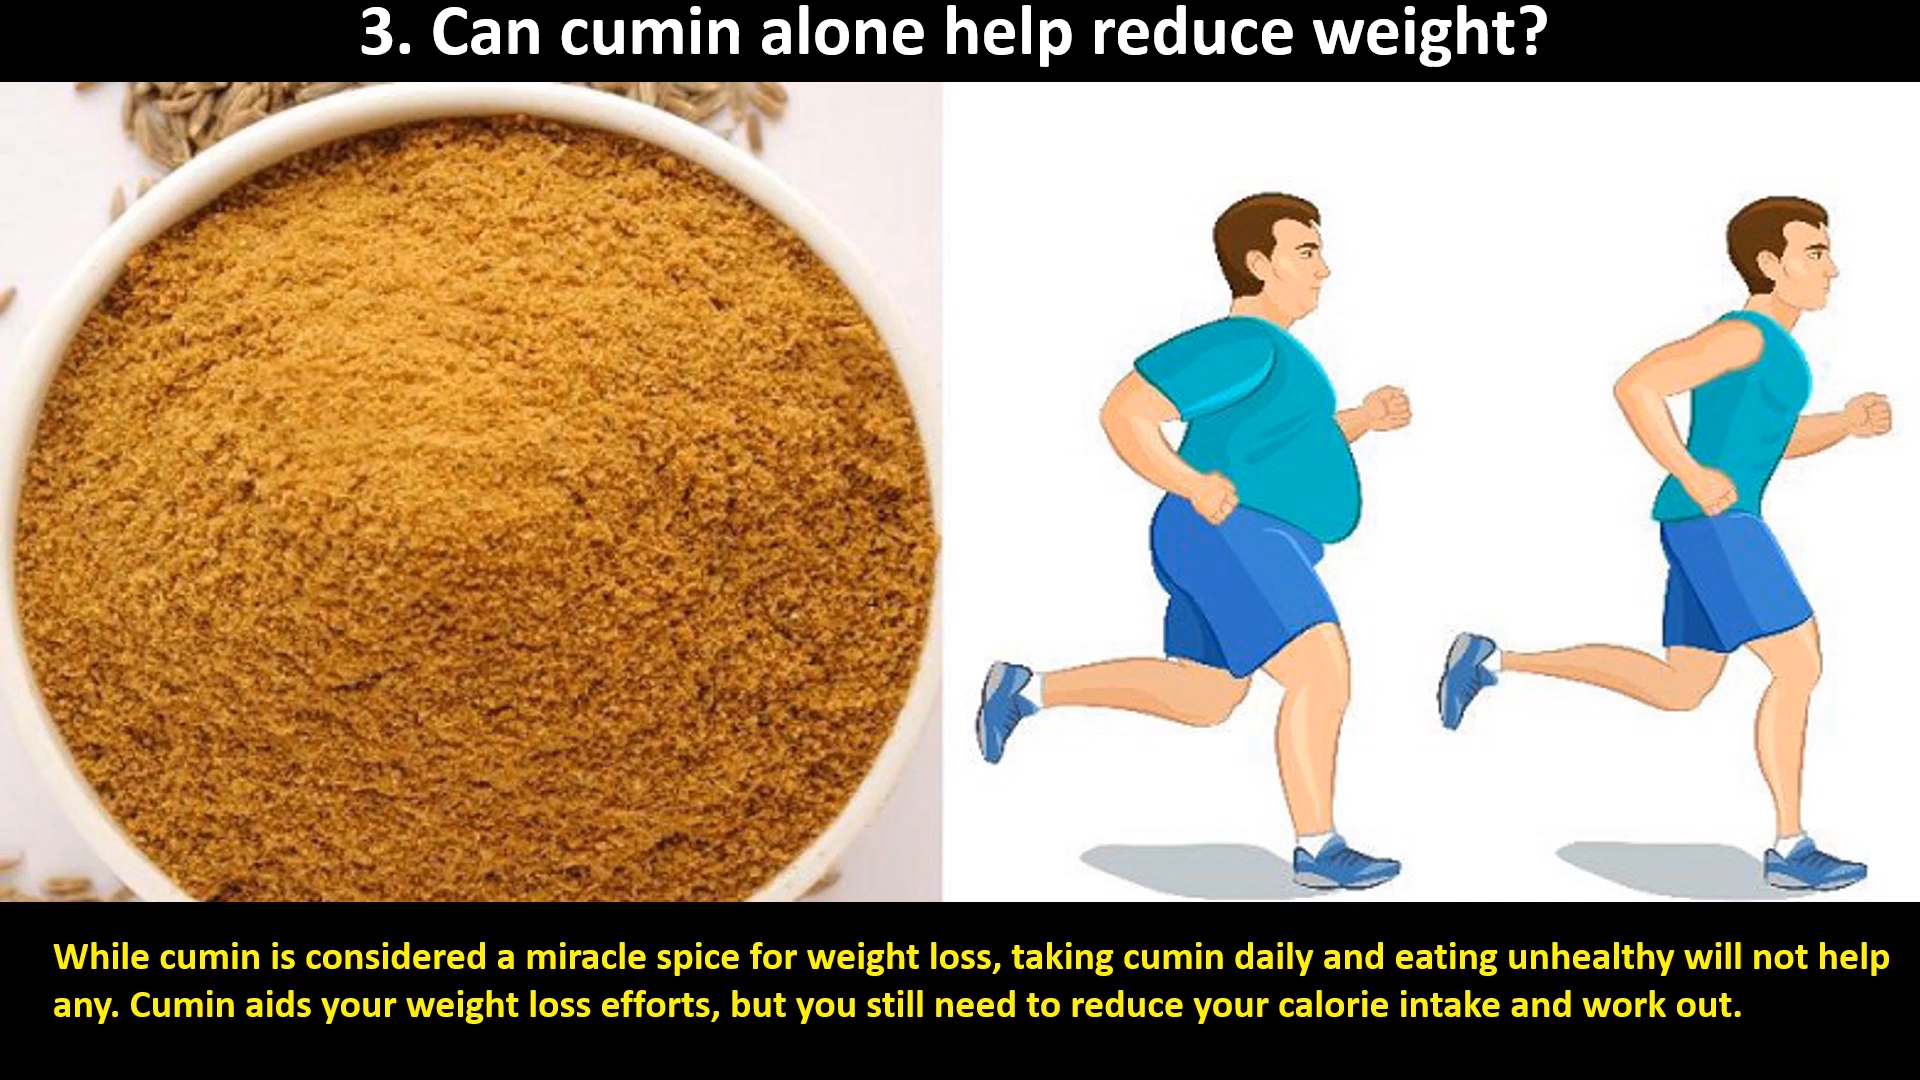 3. Can cumin alone help reduce weight?
While cumin is considered a miracle spice for weight loss, taking cumin daily and eating unhealthy will not help
any. Cumin aids your weight loss efforts, but you still need to reduce your calorie intake and work out.